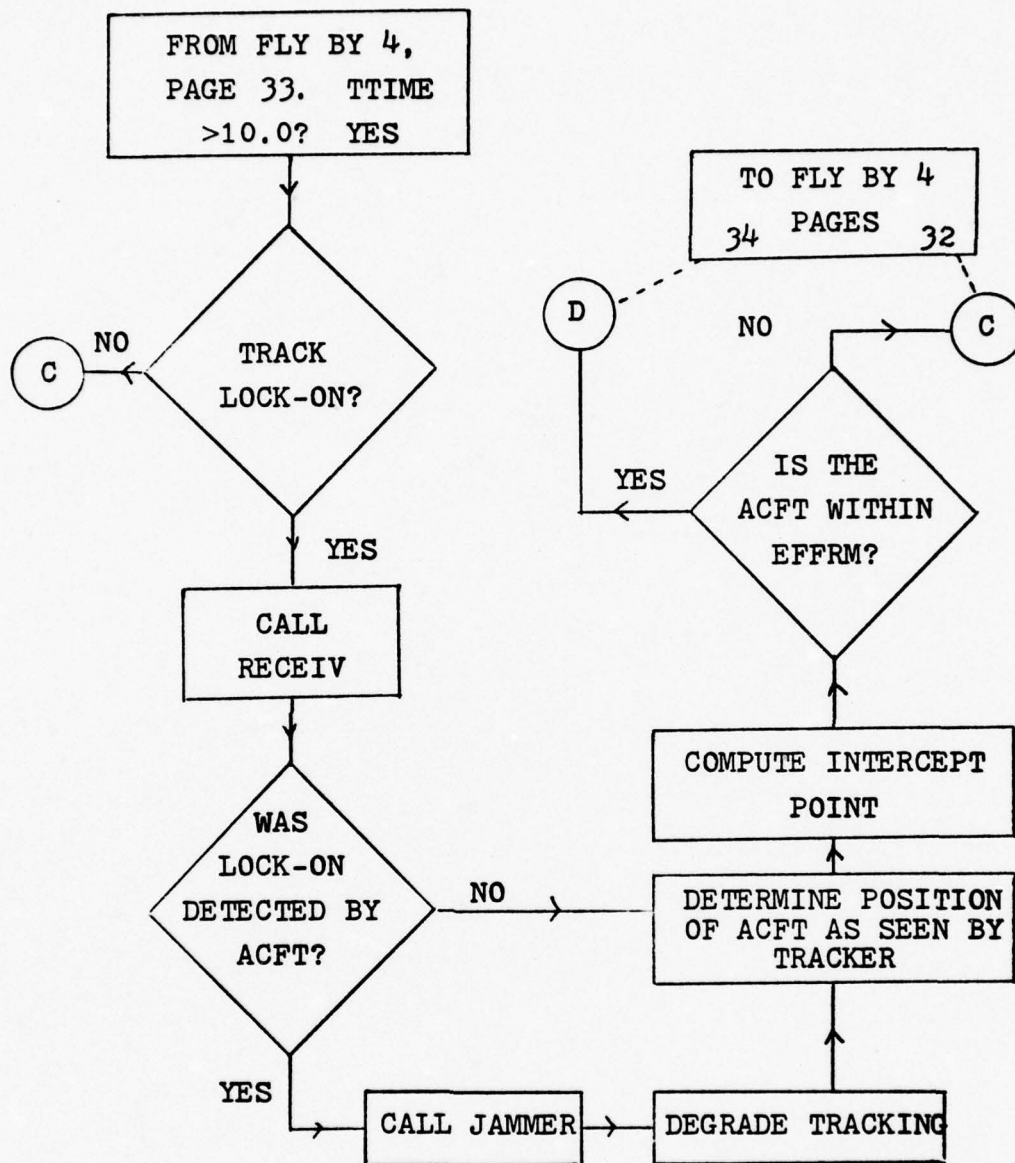 FROM FLY BY 4,
PAGE 33. TTIME
>10.0? YES
TRACK
LOCK-ON?
NO
C
YES
CALL
RECEIV
WAS
LOCK-ON
DETECTED BY
ACFT?
NO
YES
CALL JAMMER
DEGRADE TRACKING
DETERMINE POSITION
OF ACFT AS SEEN BY
TRACKER
COMPUTE INTERCEPT
POINT
IS THE
ACFT WITHIN
EFFRM?
YES
NO
D
C
TO FLY BY 4
PAGES
34 32